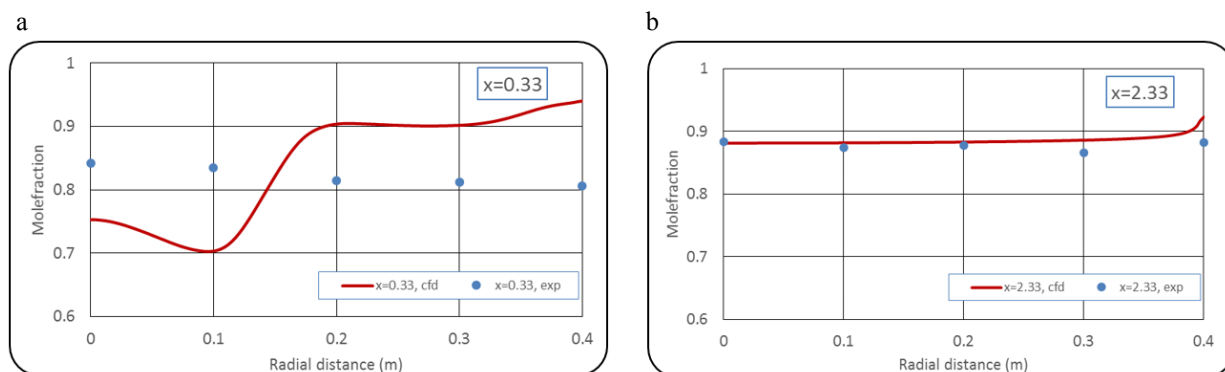 a
1
0.9
0.8
0.7
0.6
Molefraction
x=0.33
x=0.33, cfd x=0.33, exp
0 0.1 0.2 0.3 0.4
Radial distance (m)
b
1
0.9
0.8
0.7
0.6
Molefraction
x=2.33
x=2.33, cfd x=2.33, exp
0 0.1 0.2 0.3 0.4
Radial distance (m)